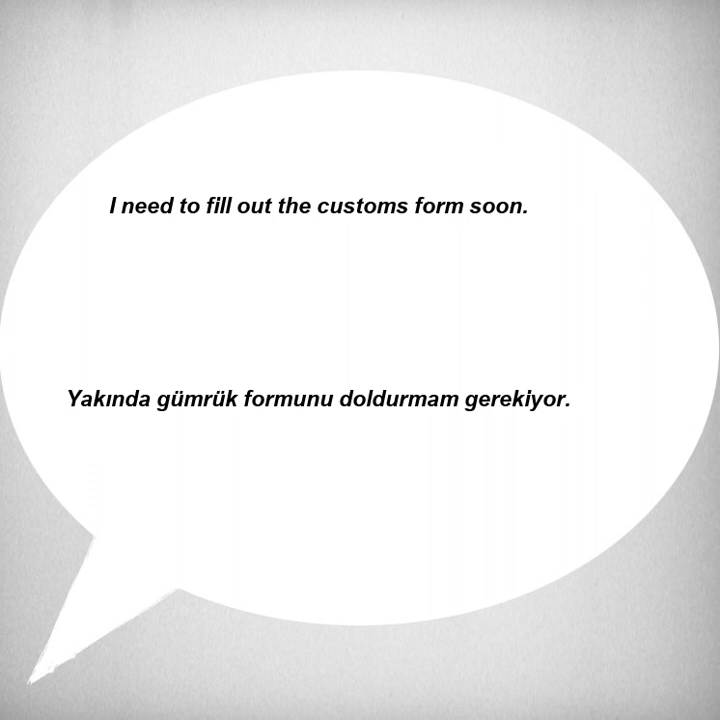 I need to fill out the customs form soon.
Yakında gümrük formunu doldurmam gerekiyor.